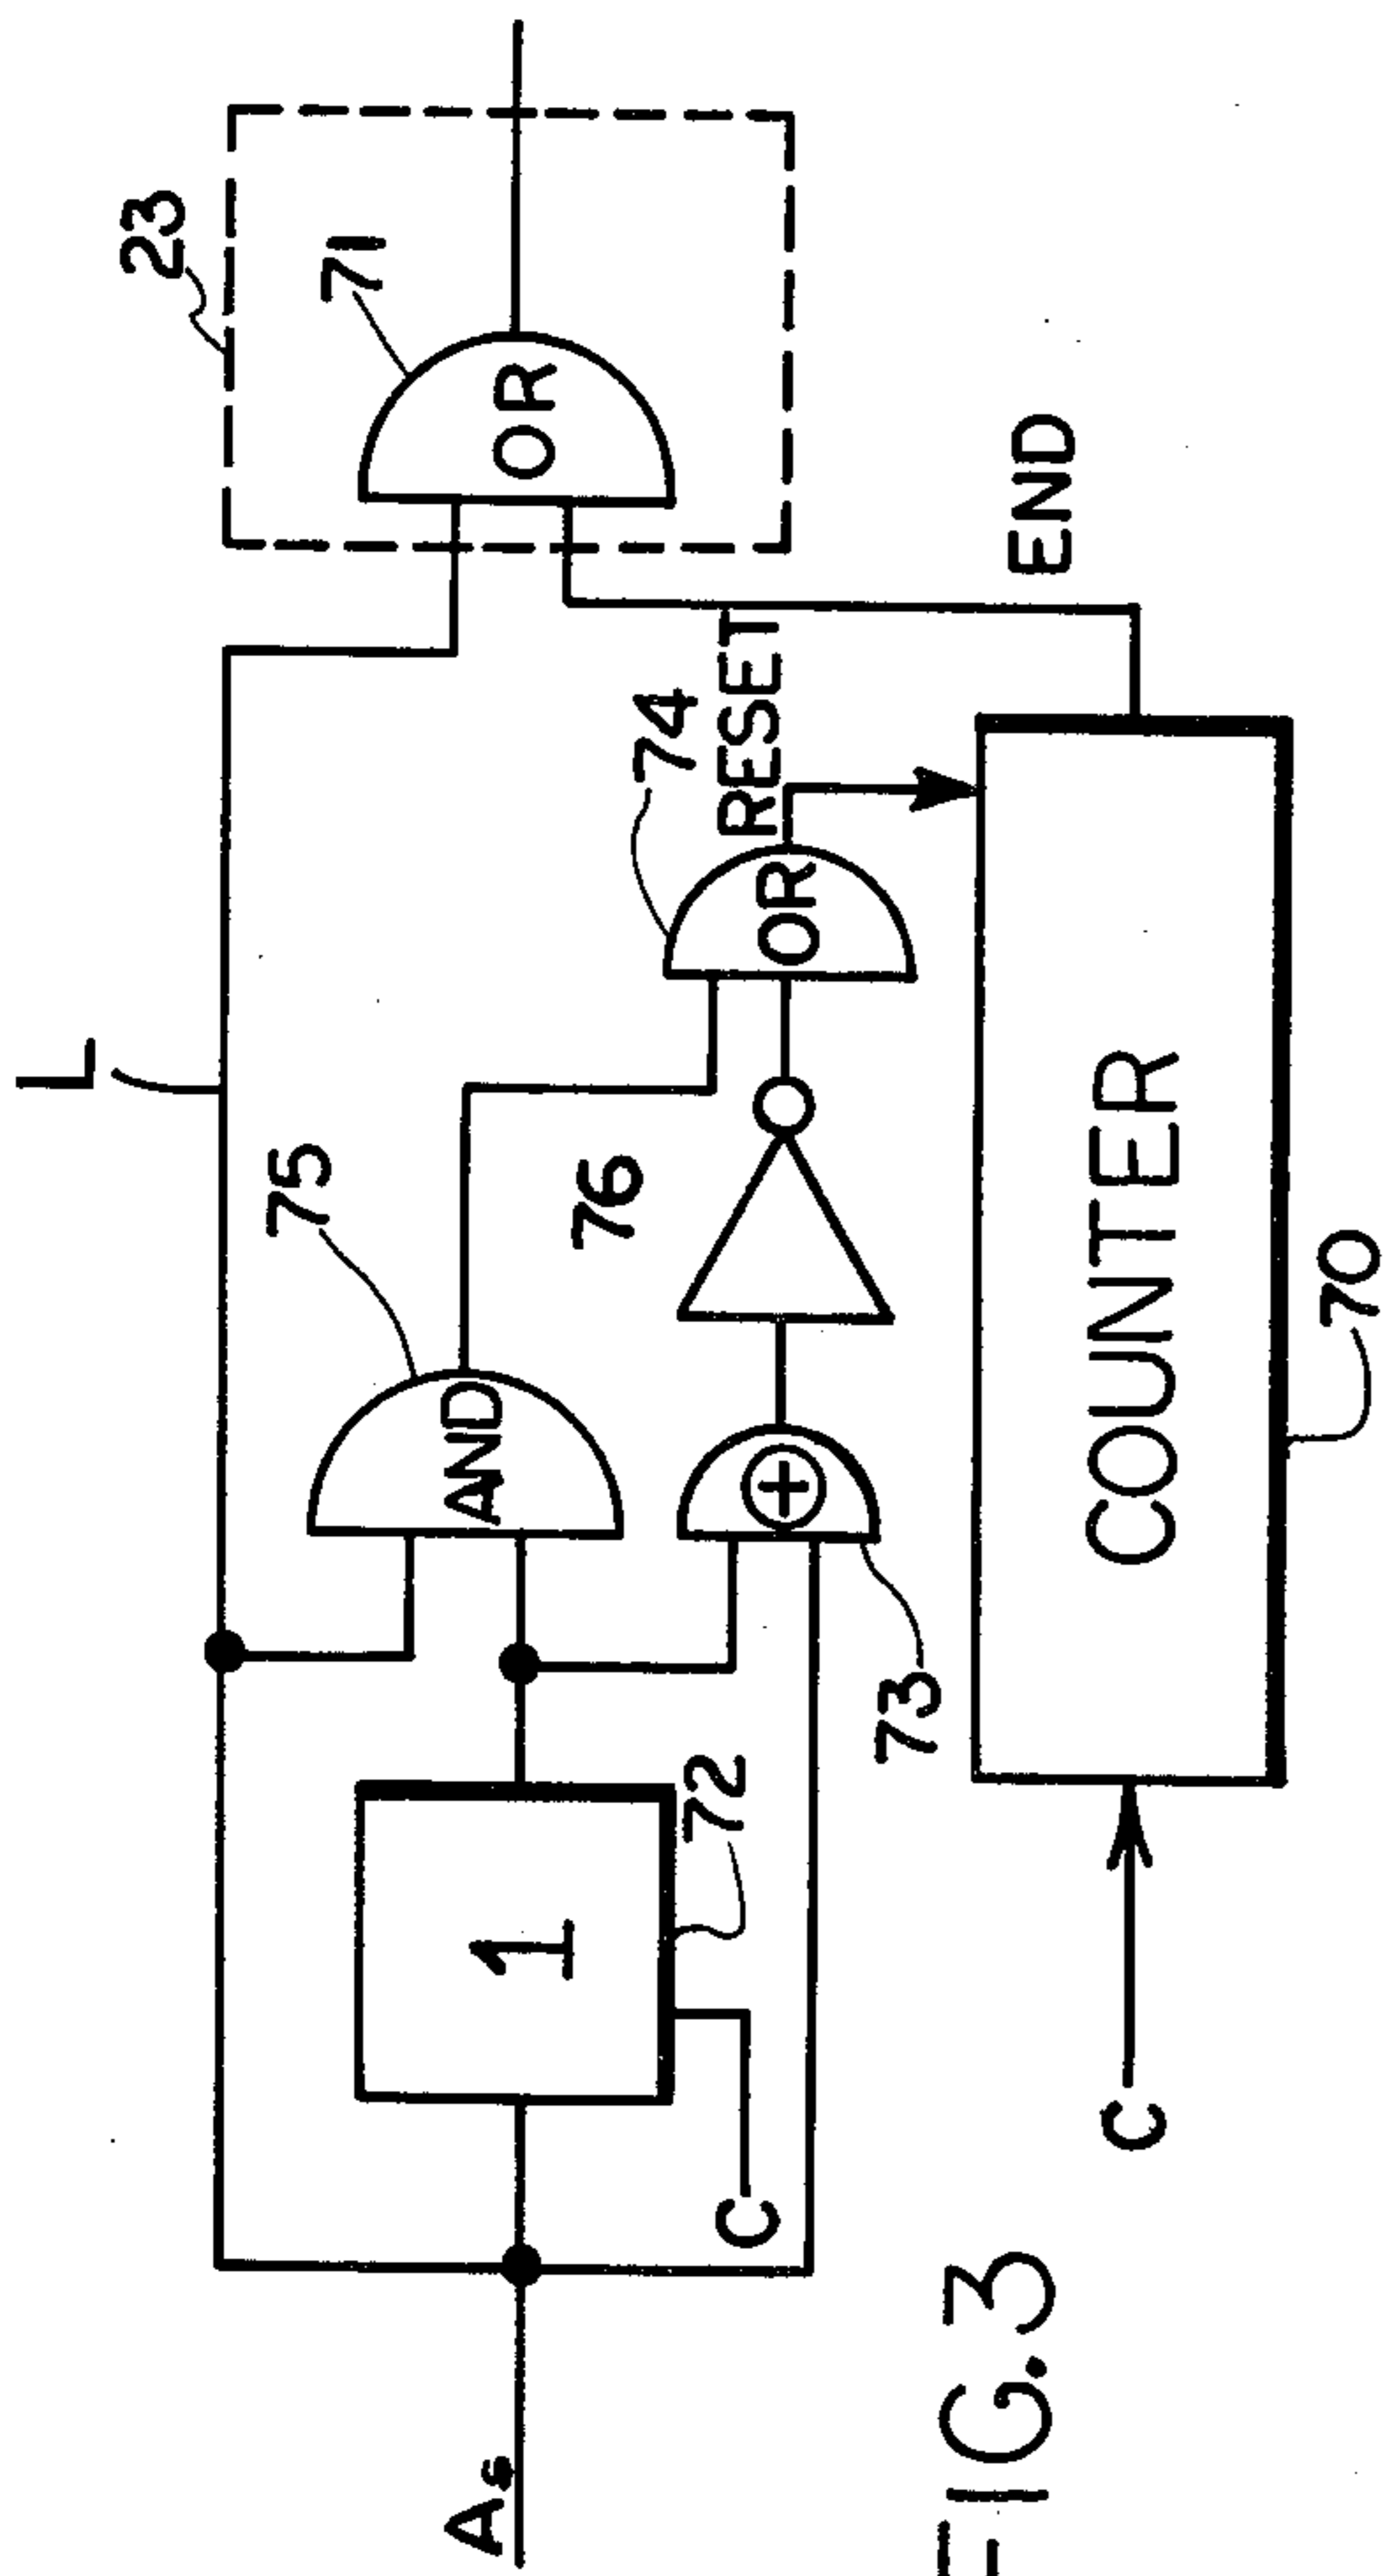 L
23
75
71
AND
OR
76
74
OR
RESET
1
72
As
C
73
COUNTER
END
C
70
FIG.3